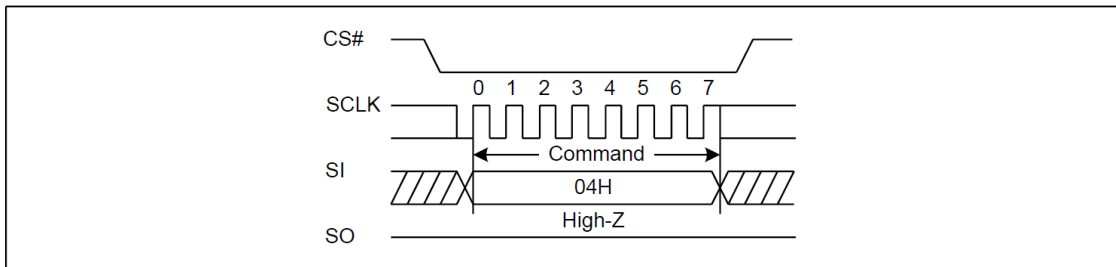 CS#
0 1 2 3 4 5 6 7
SCLK
Command
SI
04H
High-Z
SO